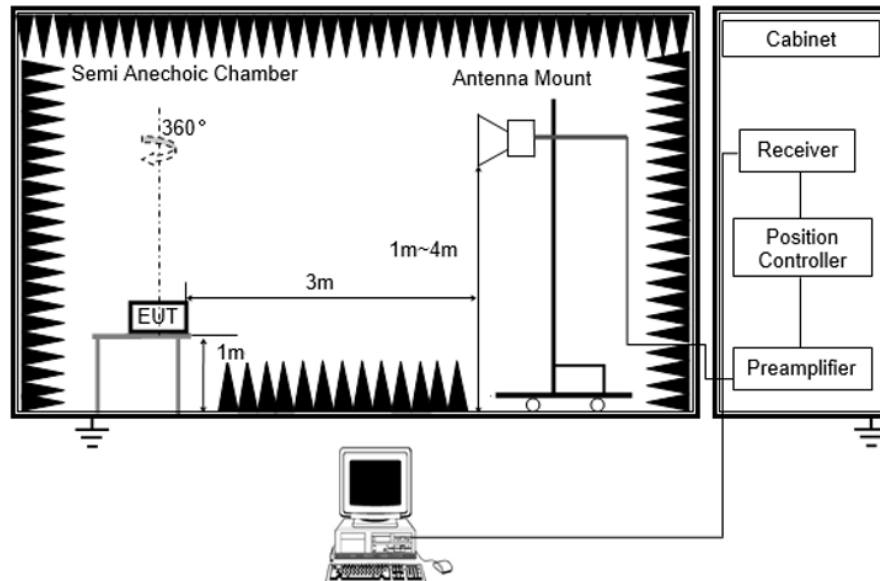 Semi Anechoic Chamber
Antenna Mount
Cabinet
360°
Receiver
1m~4m
Position
Controller
3m
EUT
1m
Preamplifier